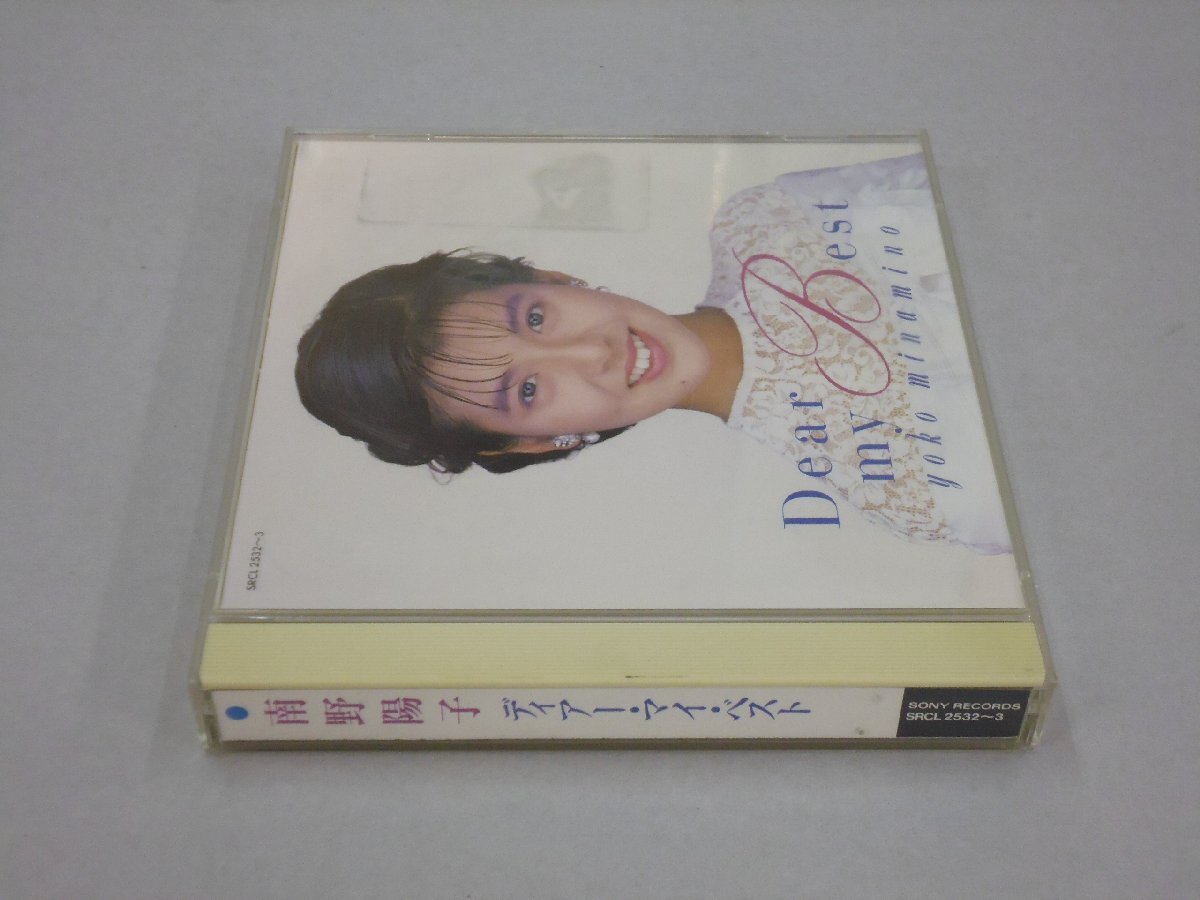 Dear
my Best
yoko minamino
SRCL 2532〜3
南野陽子 ディアー・マイ・ベスト
SONY RECORDS
SRCL 2532〜3